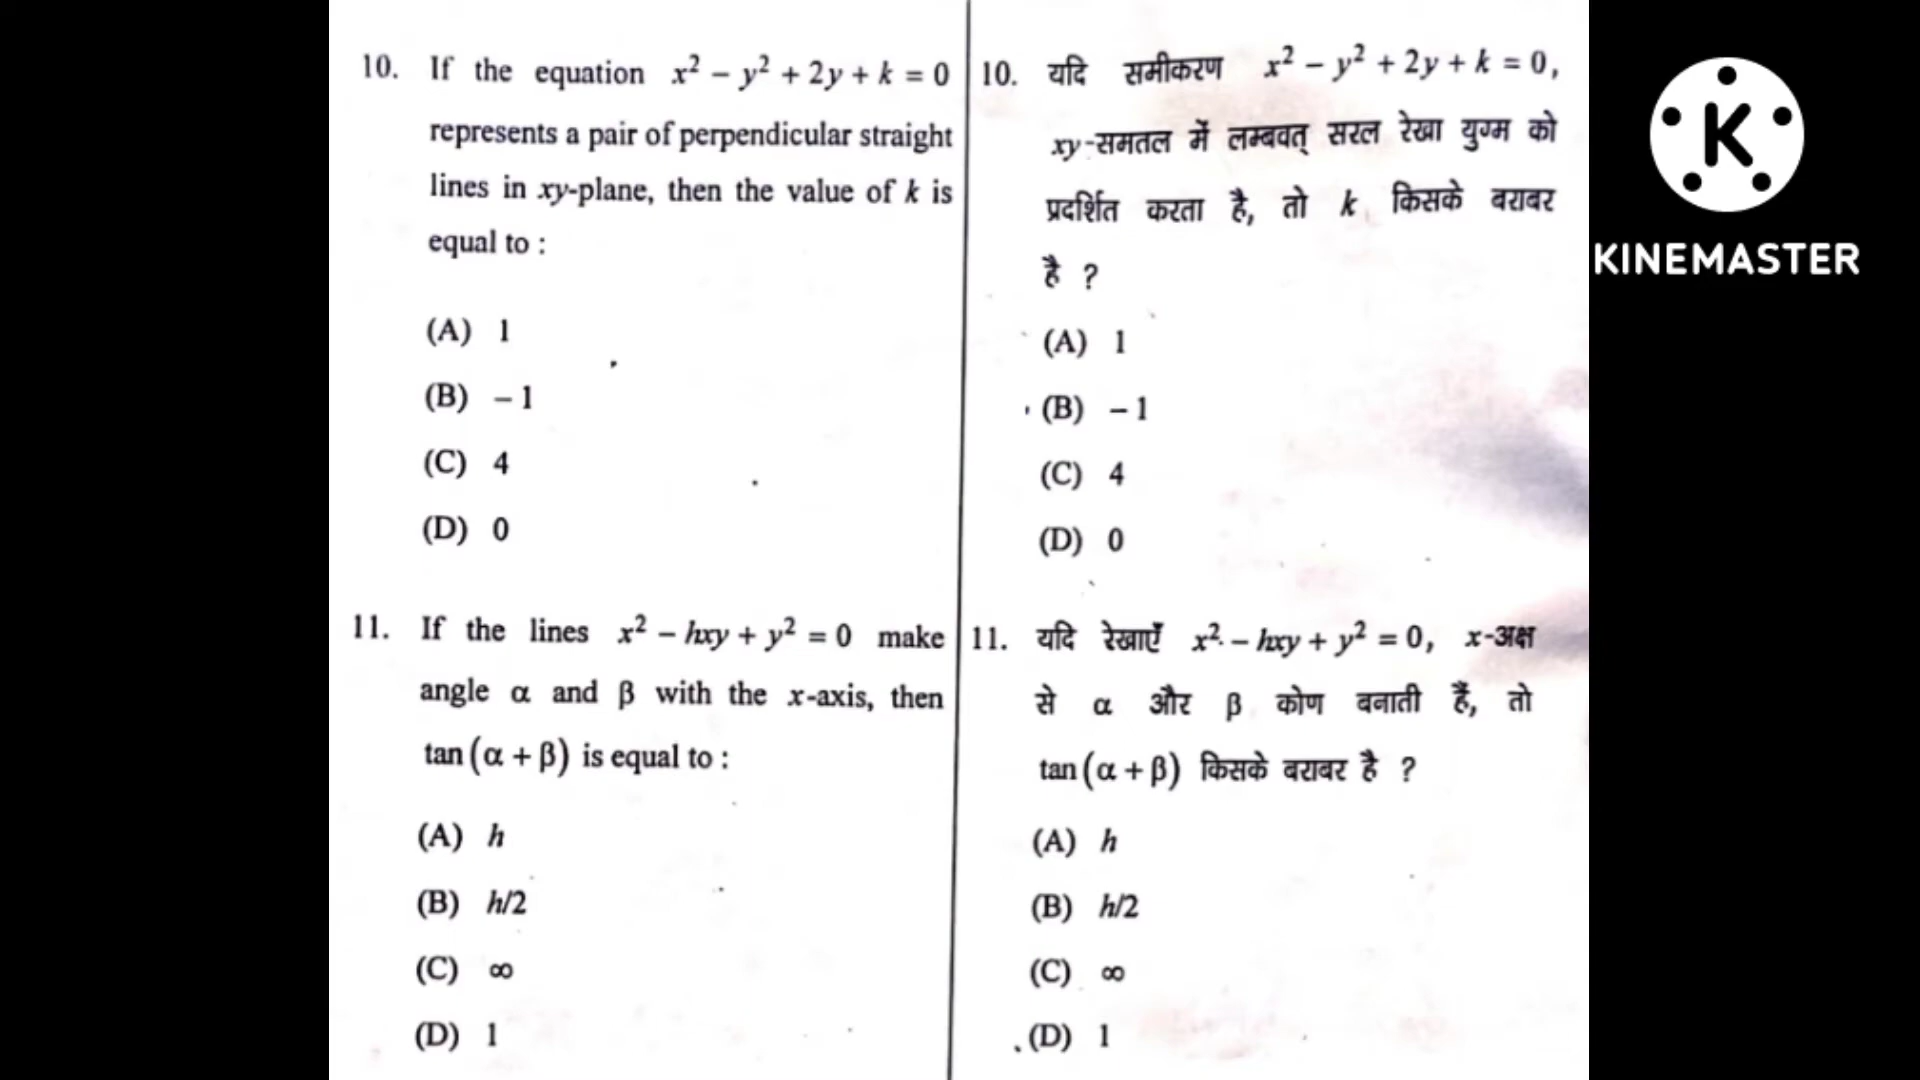 10. If the equation x² − y² + 2y + k = 0
represents a pair of perpendicular straight
lines in xy-plane, then the value of k is
equal to :
(A) 1
(B) – 1
(C) 4
(D) 0
11. If the lines x² − hxy + y² = 0 make
angle α and β with the x-axis, then
tan(α + β) is equal to :
(A) h
(B) h/2
(C) ∞
(D) 1
10. यदि समीकरण x² − y² + 2y + k = 0,
xy-समतल में लम्बवत् सरल रेखा युग्म को
प्रदर्शित करता है, तो k किसके बराबर
है ?
(A) 1
(B) – 1
(C) 4
(D) 0
11. यदि रेखाएँ x² − hxy + y² = 0, x-अक्ष
से α और β कोण बनाती हैं, तो
tan(α + β) किसके बराबर है ?
(A) h
(B) h/2
(C) ∞
(D) 1
K
KINEMASTER